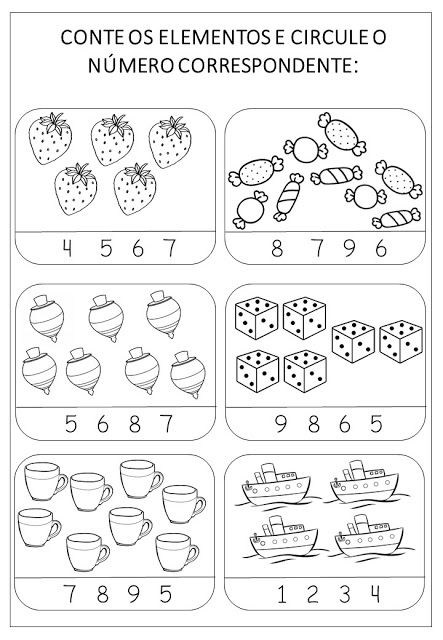 CONTE OS ELEMENTOS E CIRCULE O
NÚMERO CORRESPONDENTE:
4 5 6 7
8 7 9 6
5 6 8 7
9 8 6 5
7 8 9 5
1 2 3 4